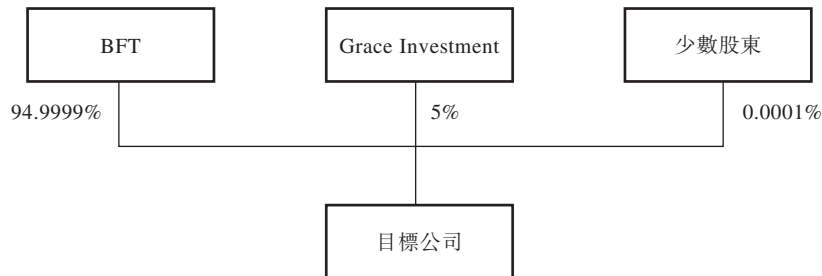 BFT
Grace Investment
少數股東
94.9999%
5%
0.0001%
目標公司